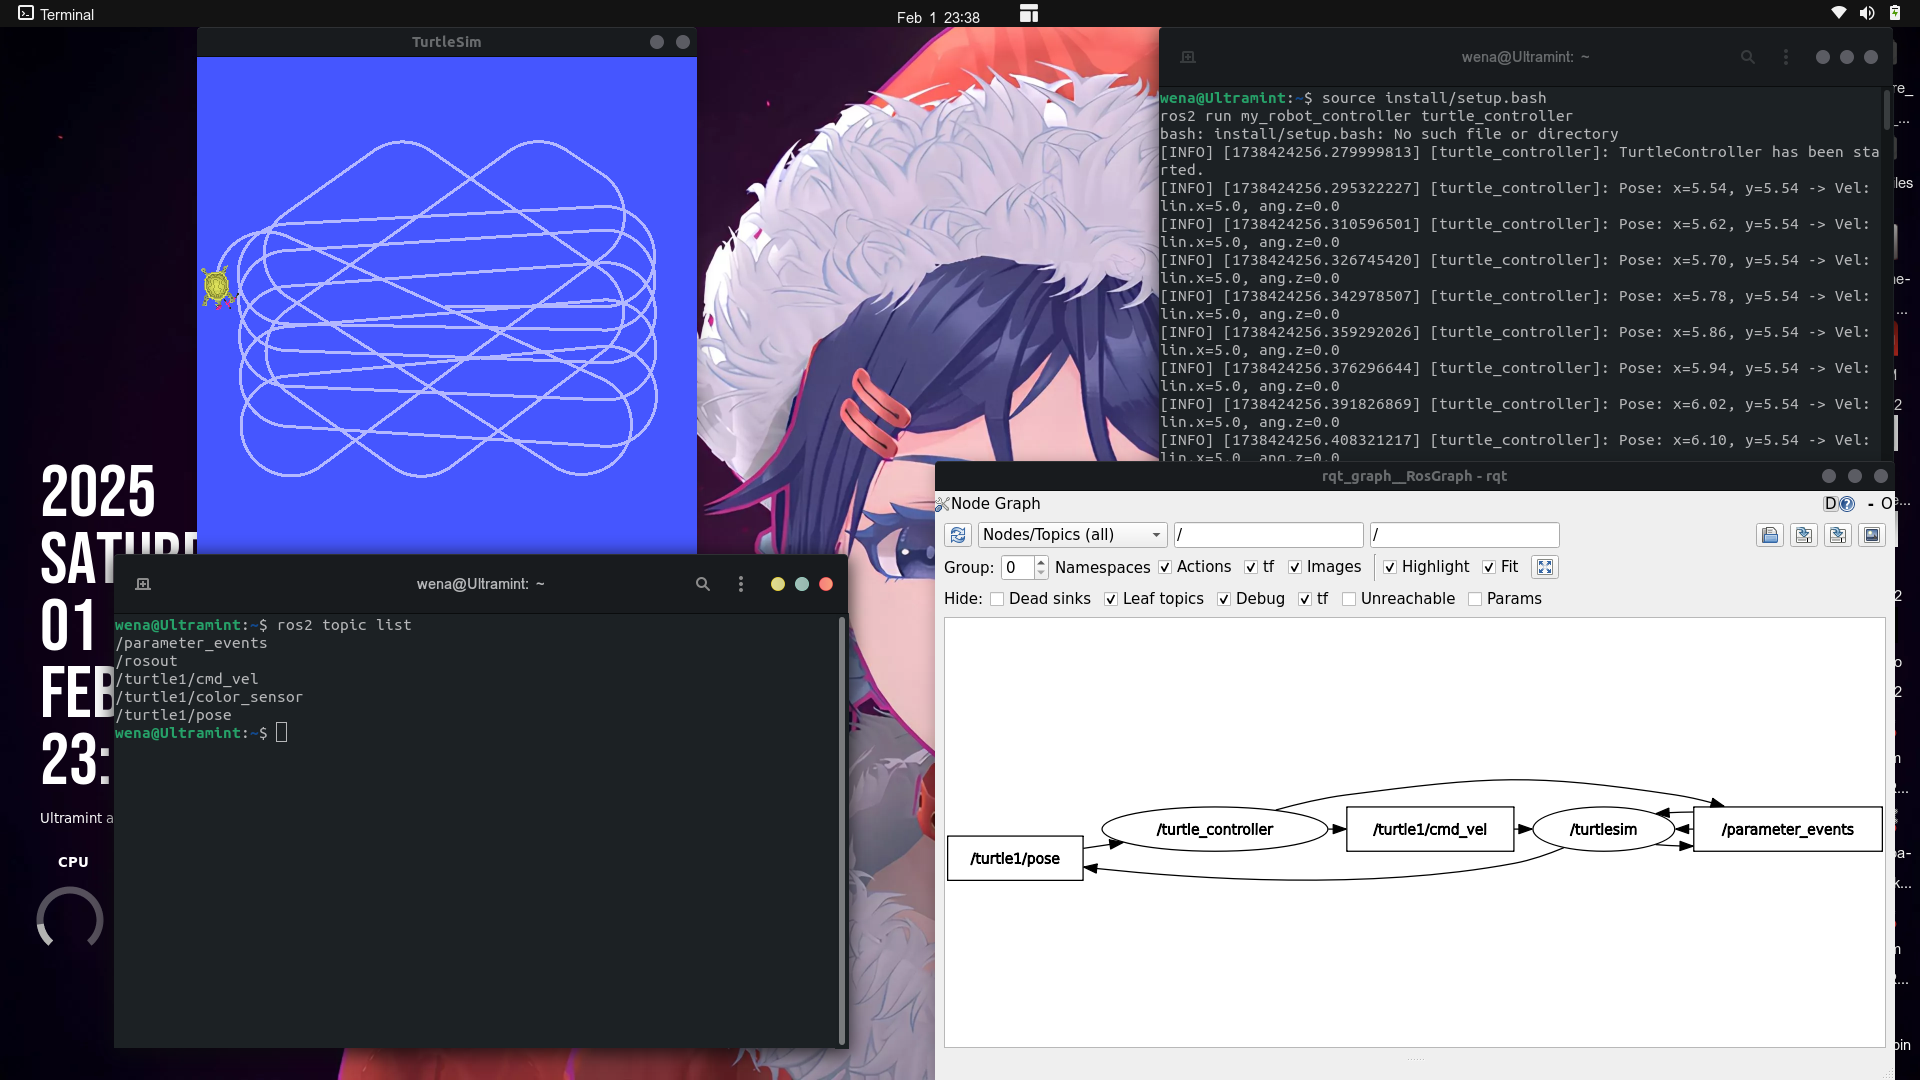 Terminal
Feb 1 23:38
TurtleSim
wena@Ultramint: ~
wena@Ultramint:~$ source install/setup.bash
ros2 run my_robot_controller turtle_controller
bash: install/setup.bash: No such file or directory
[INFO] [1738424256.279999813] [turtle_controller]: TurtleController has been sta
rted.
[INFO] [1738424256.295322227] [turtle_controller]: Pose: x=5.54, y=5.54 -> Vel:
lin.x=5.0, ang.z=0.0
[INFO] [1738424256.310596501] [turtle_controller]: Pose: x=5.62, y=5.54 -> Vel:
lin.x=5.0, ang.z=0.0
[INFO] [1738424256.326745420] [turtle_controller]: Pose: x=5.70, y=5.54 -> Vel:
lin.x=5.0, ang.z=0.0
[INFO] [1738424256.342978507] [turtle_controller]: Pose: x=5.78, y=5.54 -> Vel:
lin.x=5.0, ang.z=0.0
[INFO] [1738424256.359292026] [turtle_controller]: Pose: x=5.86, y=5.54 -> Vel:
lin.x=5.0, ang.z=0.0
[INFO] [1738424256.376296644] [turtle_controller]: Pose: x=5.94, y=5.54 -> Vel:
lin.x=5.0, ang.z=0.0
[INFO] [1738424256.391826869] [turtle_controller]: Pose: x=6.02, y=5.54 -> Vel:
lin.x=5.0, ang.z=0.0
[INFO] [1738424256.408321217] [turtle_controller]: Pose: x=6.10, y=5.54 -> Vel:
lin.x=5.0, ang.z=0.0
2025
SATURD
01
FEB
23:
Ultramint a
CPU
wena@Ultramint: ~
wena@Ultramint:~$ ros2 topic list
/parameter_events
/rosout
/turtle1/cmd_vel
/turtle1/color_sensor
/turtle1/pose
wena@Ultramint:~$
rqt_graph__RosGraph - rqt
Node Graph
D ? - O
Nodes/Topics (all) / /
Group: 0 Namespaces Actions tf Images Highlight Fit
Hide: Dead sinks Leaf topics Debug tf Unreachable Params
/turtle_controller /turtle1/cmd_vel /turtlesim /parameter_events
/turtle1/pose